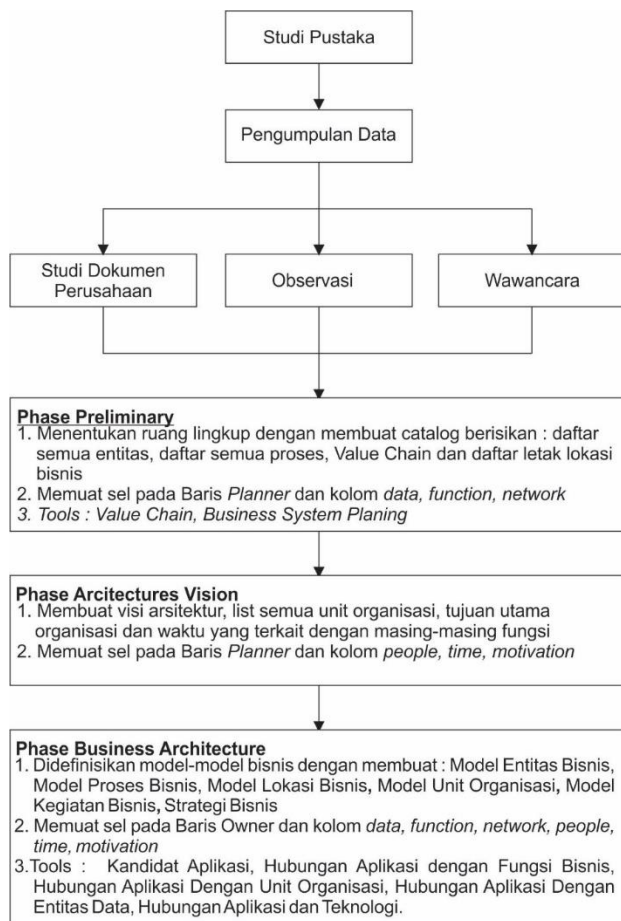 Studi Pustaka
Pengumpulan Data
Studi Dokumen
Perusahaan
Observasi
Wawancara
Phase Preliminary
1. Menentukan ruang lingkup dengan membuat catalog berisikan : daftar
semua entitas, daftar semua proses, Value Chain dan daftar letak lokasi
bisnis
2. Memuat sel pada Baris Planner dan kolom data, function, network
3. Tools : Value Chain, Business System Planing
Phase Arcitectures Vision
1. Membuat visi arsitektur, list semua unit organisasi, tujuan utama
organisasi dan waktu yang terkait dengan masing-masing fungsi
2. Memuat sel pada Baris Planner dan kolom people, time, motivation
Phase Business Architecture
1. Didefinisikan model-model bisnis dengan membuat : Model Entitas Bisnis,
Model Proses Bisnis, Model Lokasi Bisnis, Model Unit Organisasi, Model
Kegiatan Bisnis, Strategi Bisnis
2. Memuat sel pada Baris Owner dan kolom data, function, network, people,
time, motivation
3.Tools : Kandidat Aplikasi, Hubungan Aplikasi dengan Fungsi Bisnis,
Hubungan Aplikasi Dengan Unit Organisasi, Hubungan Aplikasi Dengan
Entitas Data, Hubungan Aplikasi dan Teknologi.